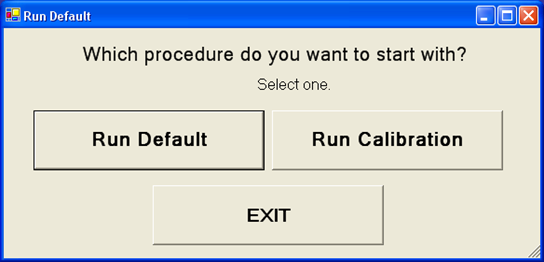 Run Default
Which procedure do you want to start with?
Select one.
Run Default
Run Calibration
EXIT